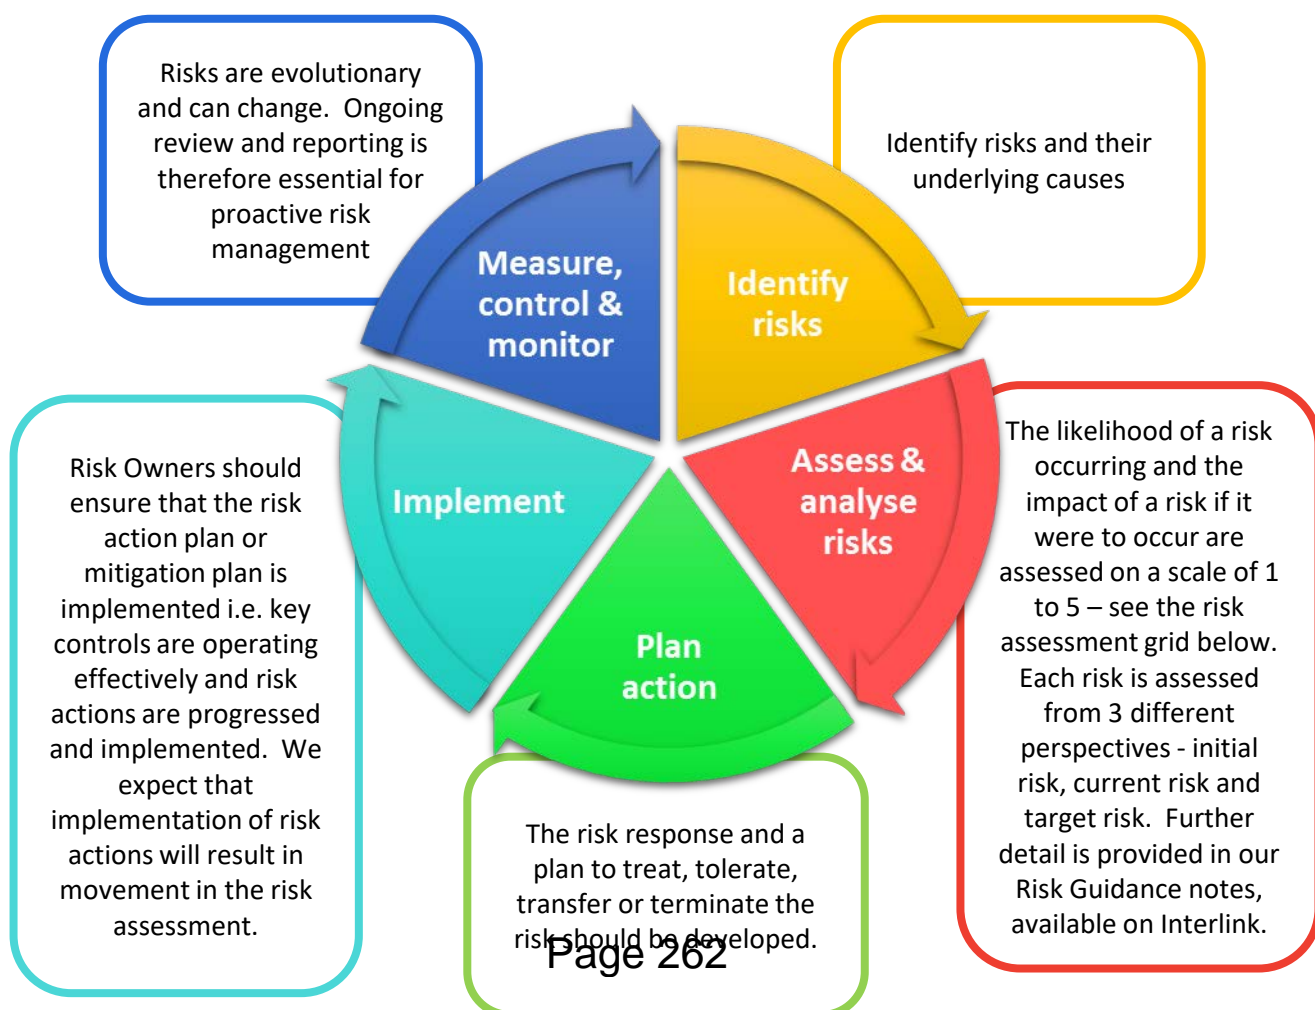 Risks are evolutionary
and can change.  Ongoing
review and reporting is
therefore essential for
proactive risk
management
Identify risks and their
underlying causes
Measure,
control &
monitor
Identify
risks
Implement
Assess &
analyse
risks
Plan
action
Risk Owners should
ensure that the risk
action plan or
mitigation plan is
implemented i.e. key
controls are operating
effectively and risk
actions are progressed
and implemented.  We
expect that
implementation of risk
actions will result in
movement in the risk
assessment.
The likelihood of a risk
occurring and the
impact of a risk if it
were to occur are
assessed on a scale of 1
to 5 – see the risk
assessment grid below.
Each risk is assessed
from 3 different
perspectives - initial
risk, current risk and
target risk.  Further
detail is provided in our
Risk Guidance notes,
available on Interlink.
The risk response and a
plan to treat, tolerate,
transfer or terminate the
risk should be developed.
Page 262